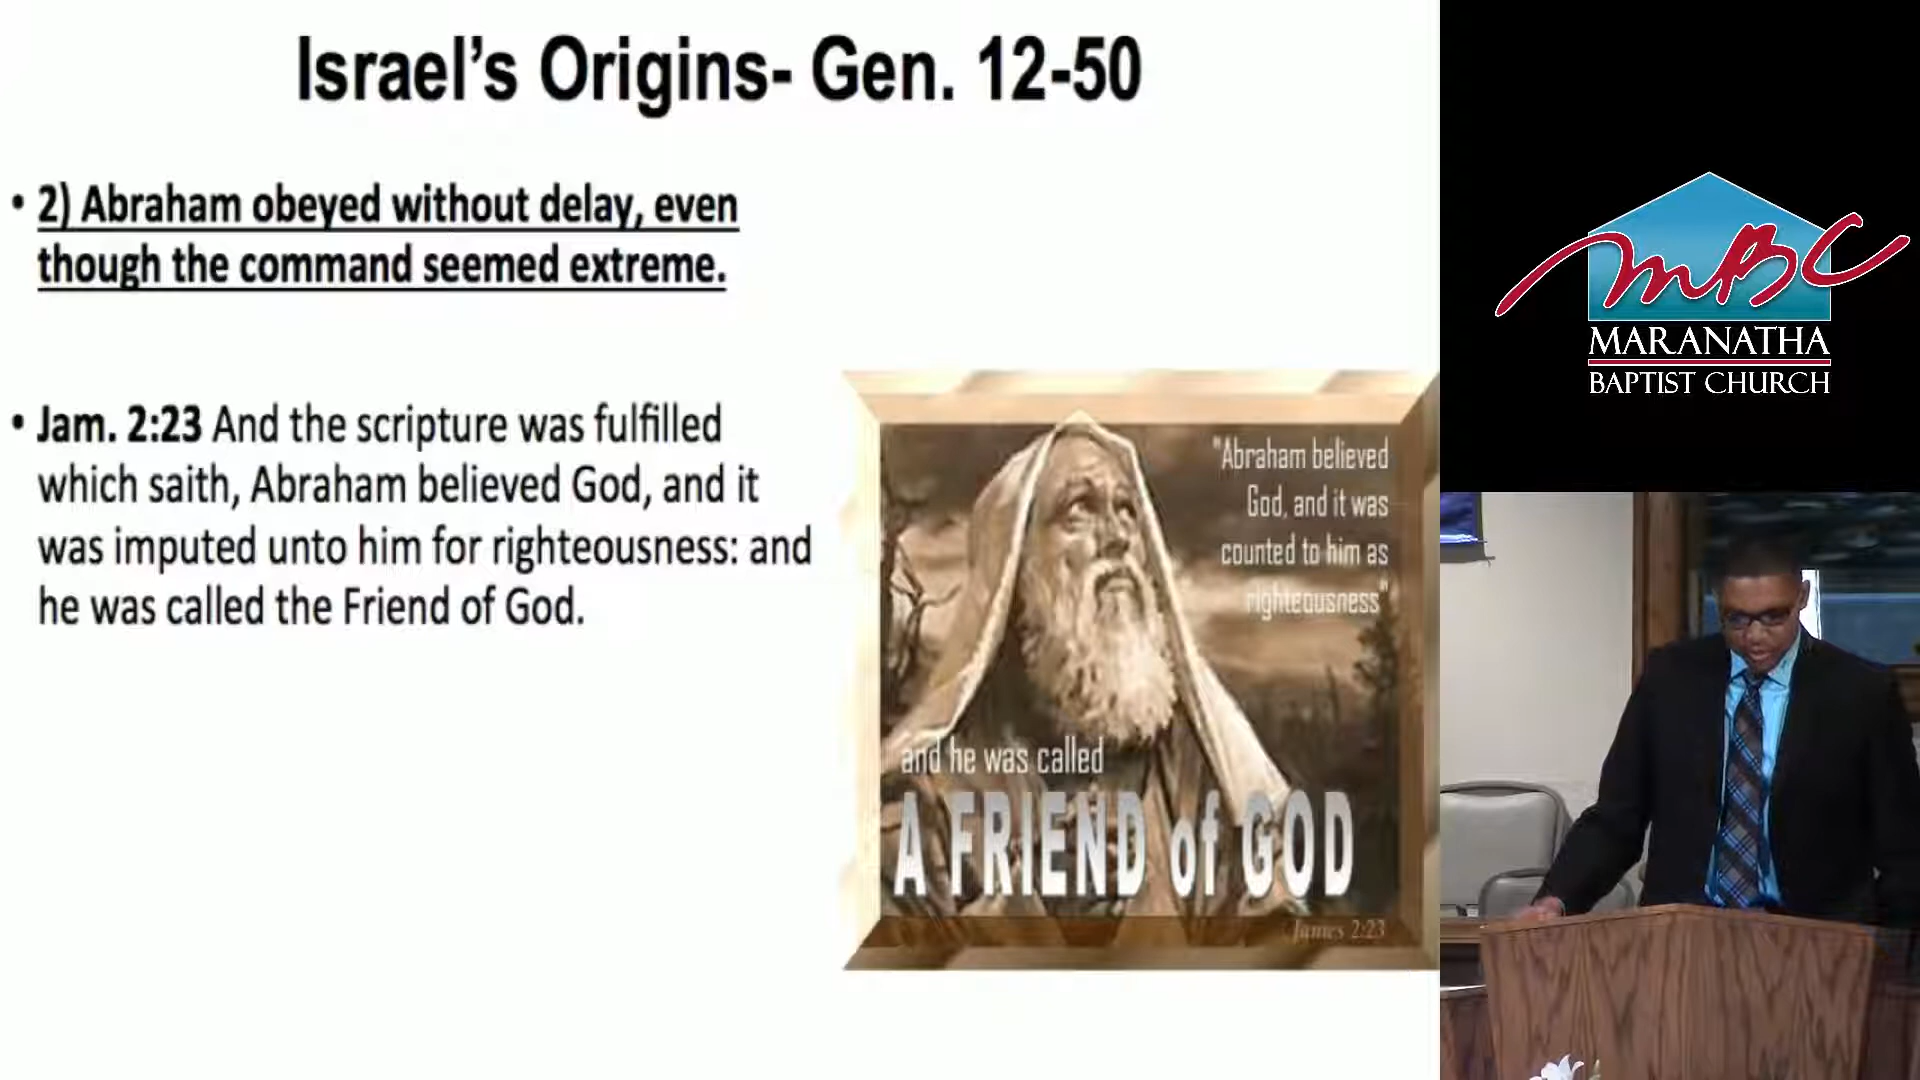 Israel’s Origins- Gen. 12-50
• 2) Abraham obeyed without delay, even
though the command seemed extreme.
• Jam. 2:23 And the scripture was fulfilled
which saith, Abraham believed God, and it
was imputed unto him for righteousness: and
he was called the Friend of God.
"Abraham believed
God, and it was
counted to him as
righteousness"
and he was called
A FRIEND of GOD
James 2:23
MBC
MARANATHA
BAPTIST CHURCH